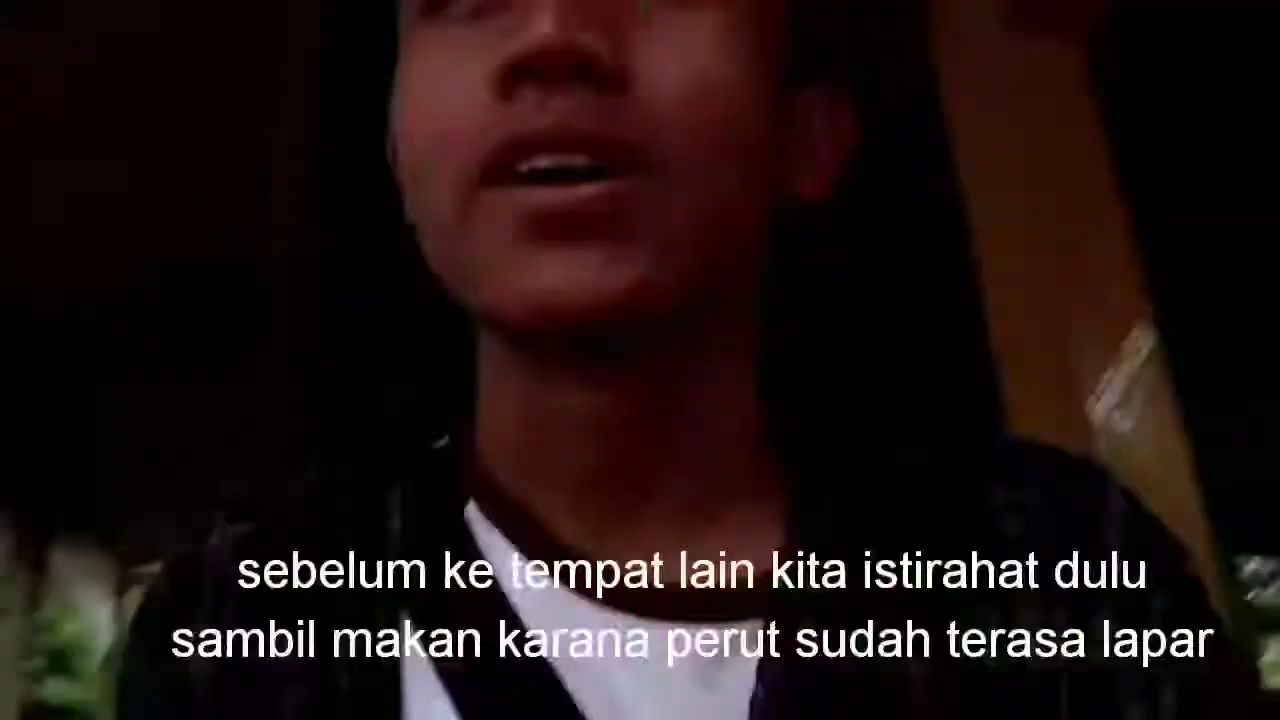 sebelum ke tempat lain kita istirahat dulu
sambil makan karana perut sudah terasa lapar